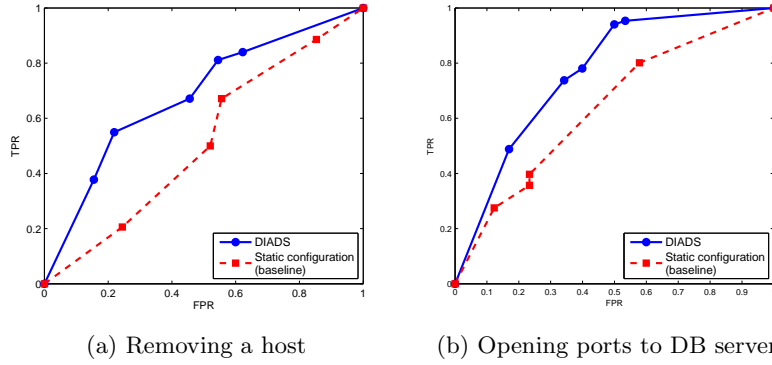 1
0.8
0.6
0.4
0.2
0
TPR
0 0.2 0.4 0.6 0.8 1
FPR
DIADS
Static configuration
(baseline)
(a) Removing a host
1
0.8
0.6
0.4
0.2
0
TPR
0 0.1 0.2 0.3 0.4 0.5 0.6 0.7 0.8 0.9
FPR
DIADS
Static configuration
(baseline)
(b) Opening ports to DB server